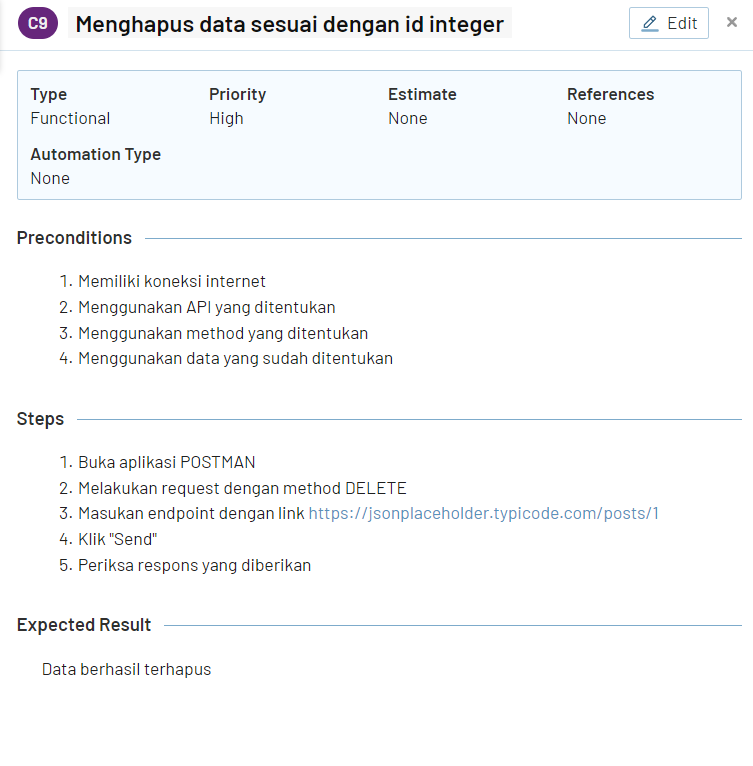 C9 Menghapus data sesuai dengan id integer Edit ×
Type Priority Estimate References
Functional High None None
Automation Type
None
Preconditions
1. Memiliki koneksi internet
2. Menggunakan API yang ditentukan
3. Menggunakan method yang ditentukan
4. Menggunakan data yang sudah ditentukan
Steps
1. Buka aplikasi POSTMAN
2. Melakukan request dengan method DELETE
3. Masukan endpoint dengan link https://jsonplaceholder.typicode.com/posts/1
4. Klik "Send"
5. Periksa respons yang diberikan
Expected Result
Data berhasil terhapus